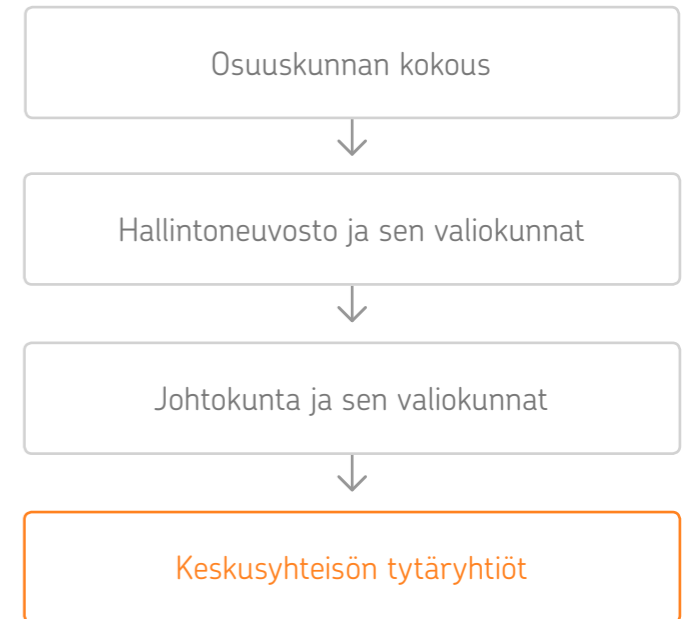 Osuuskunnan kokous
Hallintoneuvosto ja sen valiokunnat
Johtokunta ja sen valiokunnat
Keskusyhteisön tytäryhtiöt